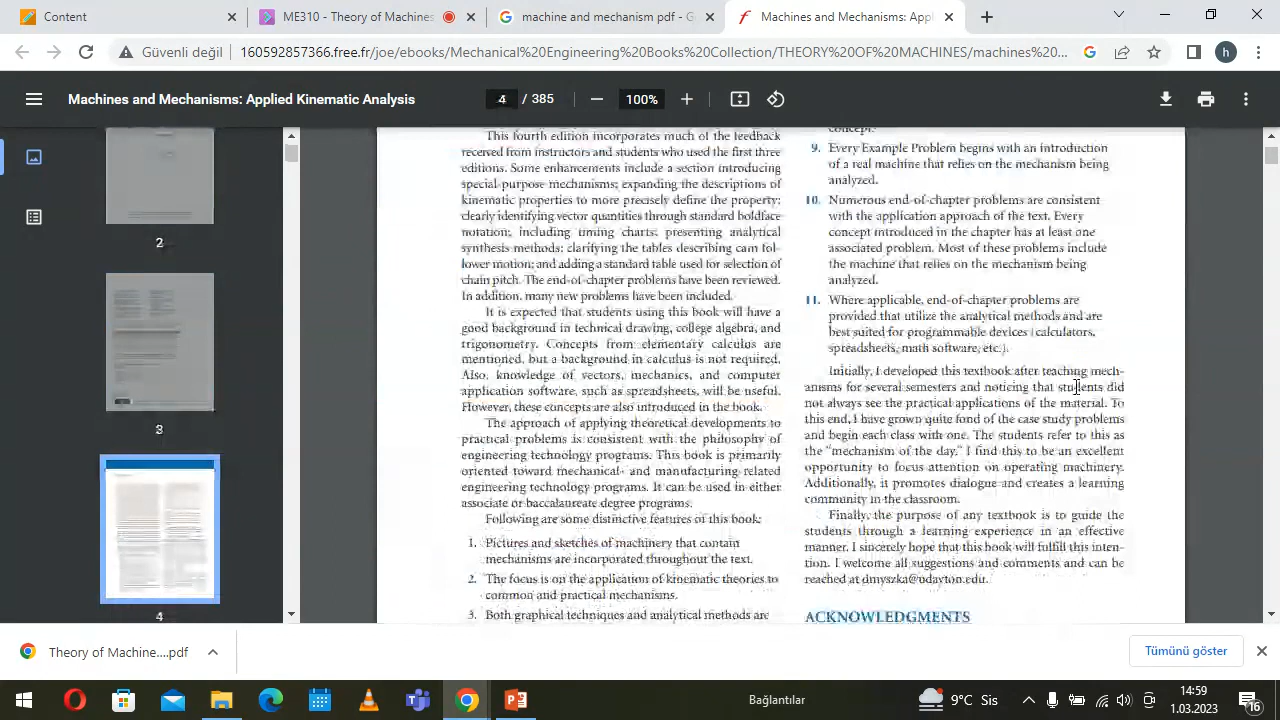 Content
ME310 - Theory of Machines
machine and mechanism pdf - G
Machines and Mechanisms: Appl
Güvenli değil
160592857366.free.fr/joe/ebooks/Mechanical%20Engineering%20Books%20Collection/THEORY%20OF%20MACHINES/machines%20...
h
Machines and Mechanisms: Applied Kinematic Analysis
4 / 385
100%
2
3
4
This fourth edition incorporates much of the feedback
received from instructors and students who used the first three
editions. Some enhancements include a section introducing
special purpose mechanisms; expanding the descriptions of
kinematic properties to more precisely define the property;
clearly identifying vector quantities through standard boldface
notation; including timing charts; presenting analytical
synthesis methods; clarifying the tables describing cam fol-
lower motion; and adding a standard table used for selection of
chain pitch. The end-of-chapter problems have been reviewed.
In addition, many new problems have been included.
It is expected that students using this book will have a
good background in technical drawing, college algebra, and
trigonometry. Concepts from elementary calculus are
mentioned, but a background in calculus is not required.
Also, knowledge of vectors, mechanics, and computer
application software, such as spreadsheets, will be useful.
However, these concepts are also introduced in the book.
The approach of applying theoretical developments to
practical problems is consistent with the philosophy of
engineering technology programs. This book is primarily
oriented toward mechanical- and manufacturing related
engineering technology programs. It can be used in either
associate or baccalaureate degree programs.
Following are some distinctive features of this book:
1. Pictures and sketches of machinery that contain
mechanisms are incorporated throughout the text.
2. The focus is on the application of kinematic theories to
common and practical mechanisms.
3. Both graphical techniques and analytical methods are
concept.
9. Every Example Problem begins with an introduction
of a real machine that relies on the mechanism being
analyzed.
10. Numerous end-of-chapter problems are consistent
with the application approach of the text. Every
concept introduced in the chapter has at least one
associated problem. Most of these problems include
the machine that relies on the mechanism being
analyzed.
11. Where applicable, end-of-chapter problems are
provided that utilize the analytical methods and are
best suited for programmable devices (calculators,
spreadsheets, math software, etc.).
Initially, I developed this textbook after teaching mech-
anisms for several semesters and noticing that students did
not always see the practical applications of the material. To
this end, I have grown quite fond of the case study problems
and begin each class with one. The students refer to this as
the “mechanism of the day.” I find this to be an excellent
opportunity to focus attention on operating machinery.
Additionally, it promotes dialogue and creates a learning
community in the classroom.
Finally, the purpose of any textbook is to guide the
students through a learning experience in an effective
manner. I sincerely hope that this book will fulfill this inten-
tion. I welcome all suggestions and comments and can be
reached at dmyszka@udayton.edu.
ACKNOWLEDGMENTS
Theory of Machine....pdf
Tümünü göster
Bağlantılar
9°C Sis
14:59
1.03.2023
16